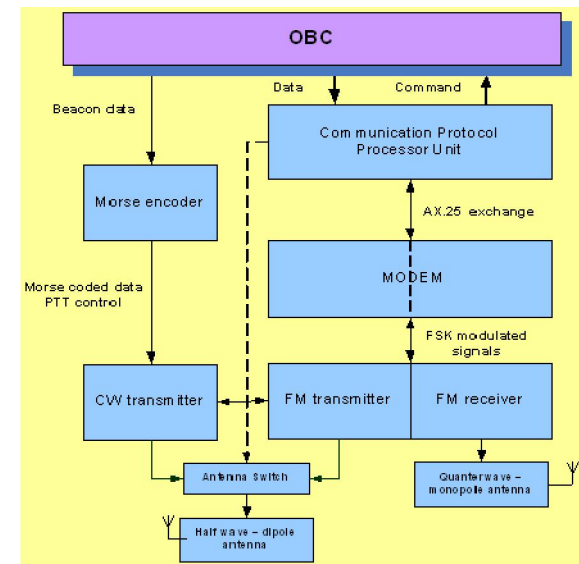 OBC
Beacon data
Data
Command
Communication Protocol
Processor Unit
Morse encoder
AX.25 exchange
MODEM
Morse coded data
PTT control
FSK modulated
signals
CW transmitter
FM transmitter
FM receiver
Antenna Switch
Quanterwave –
monopole antenna
Half wave – dipole
antenna